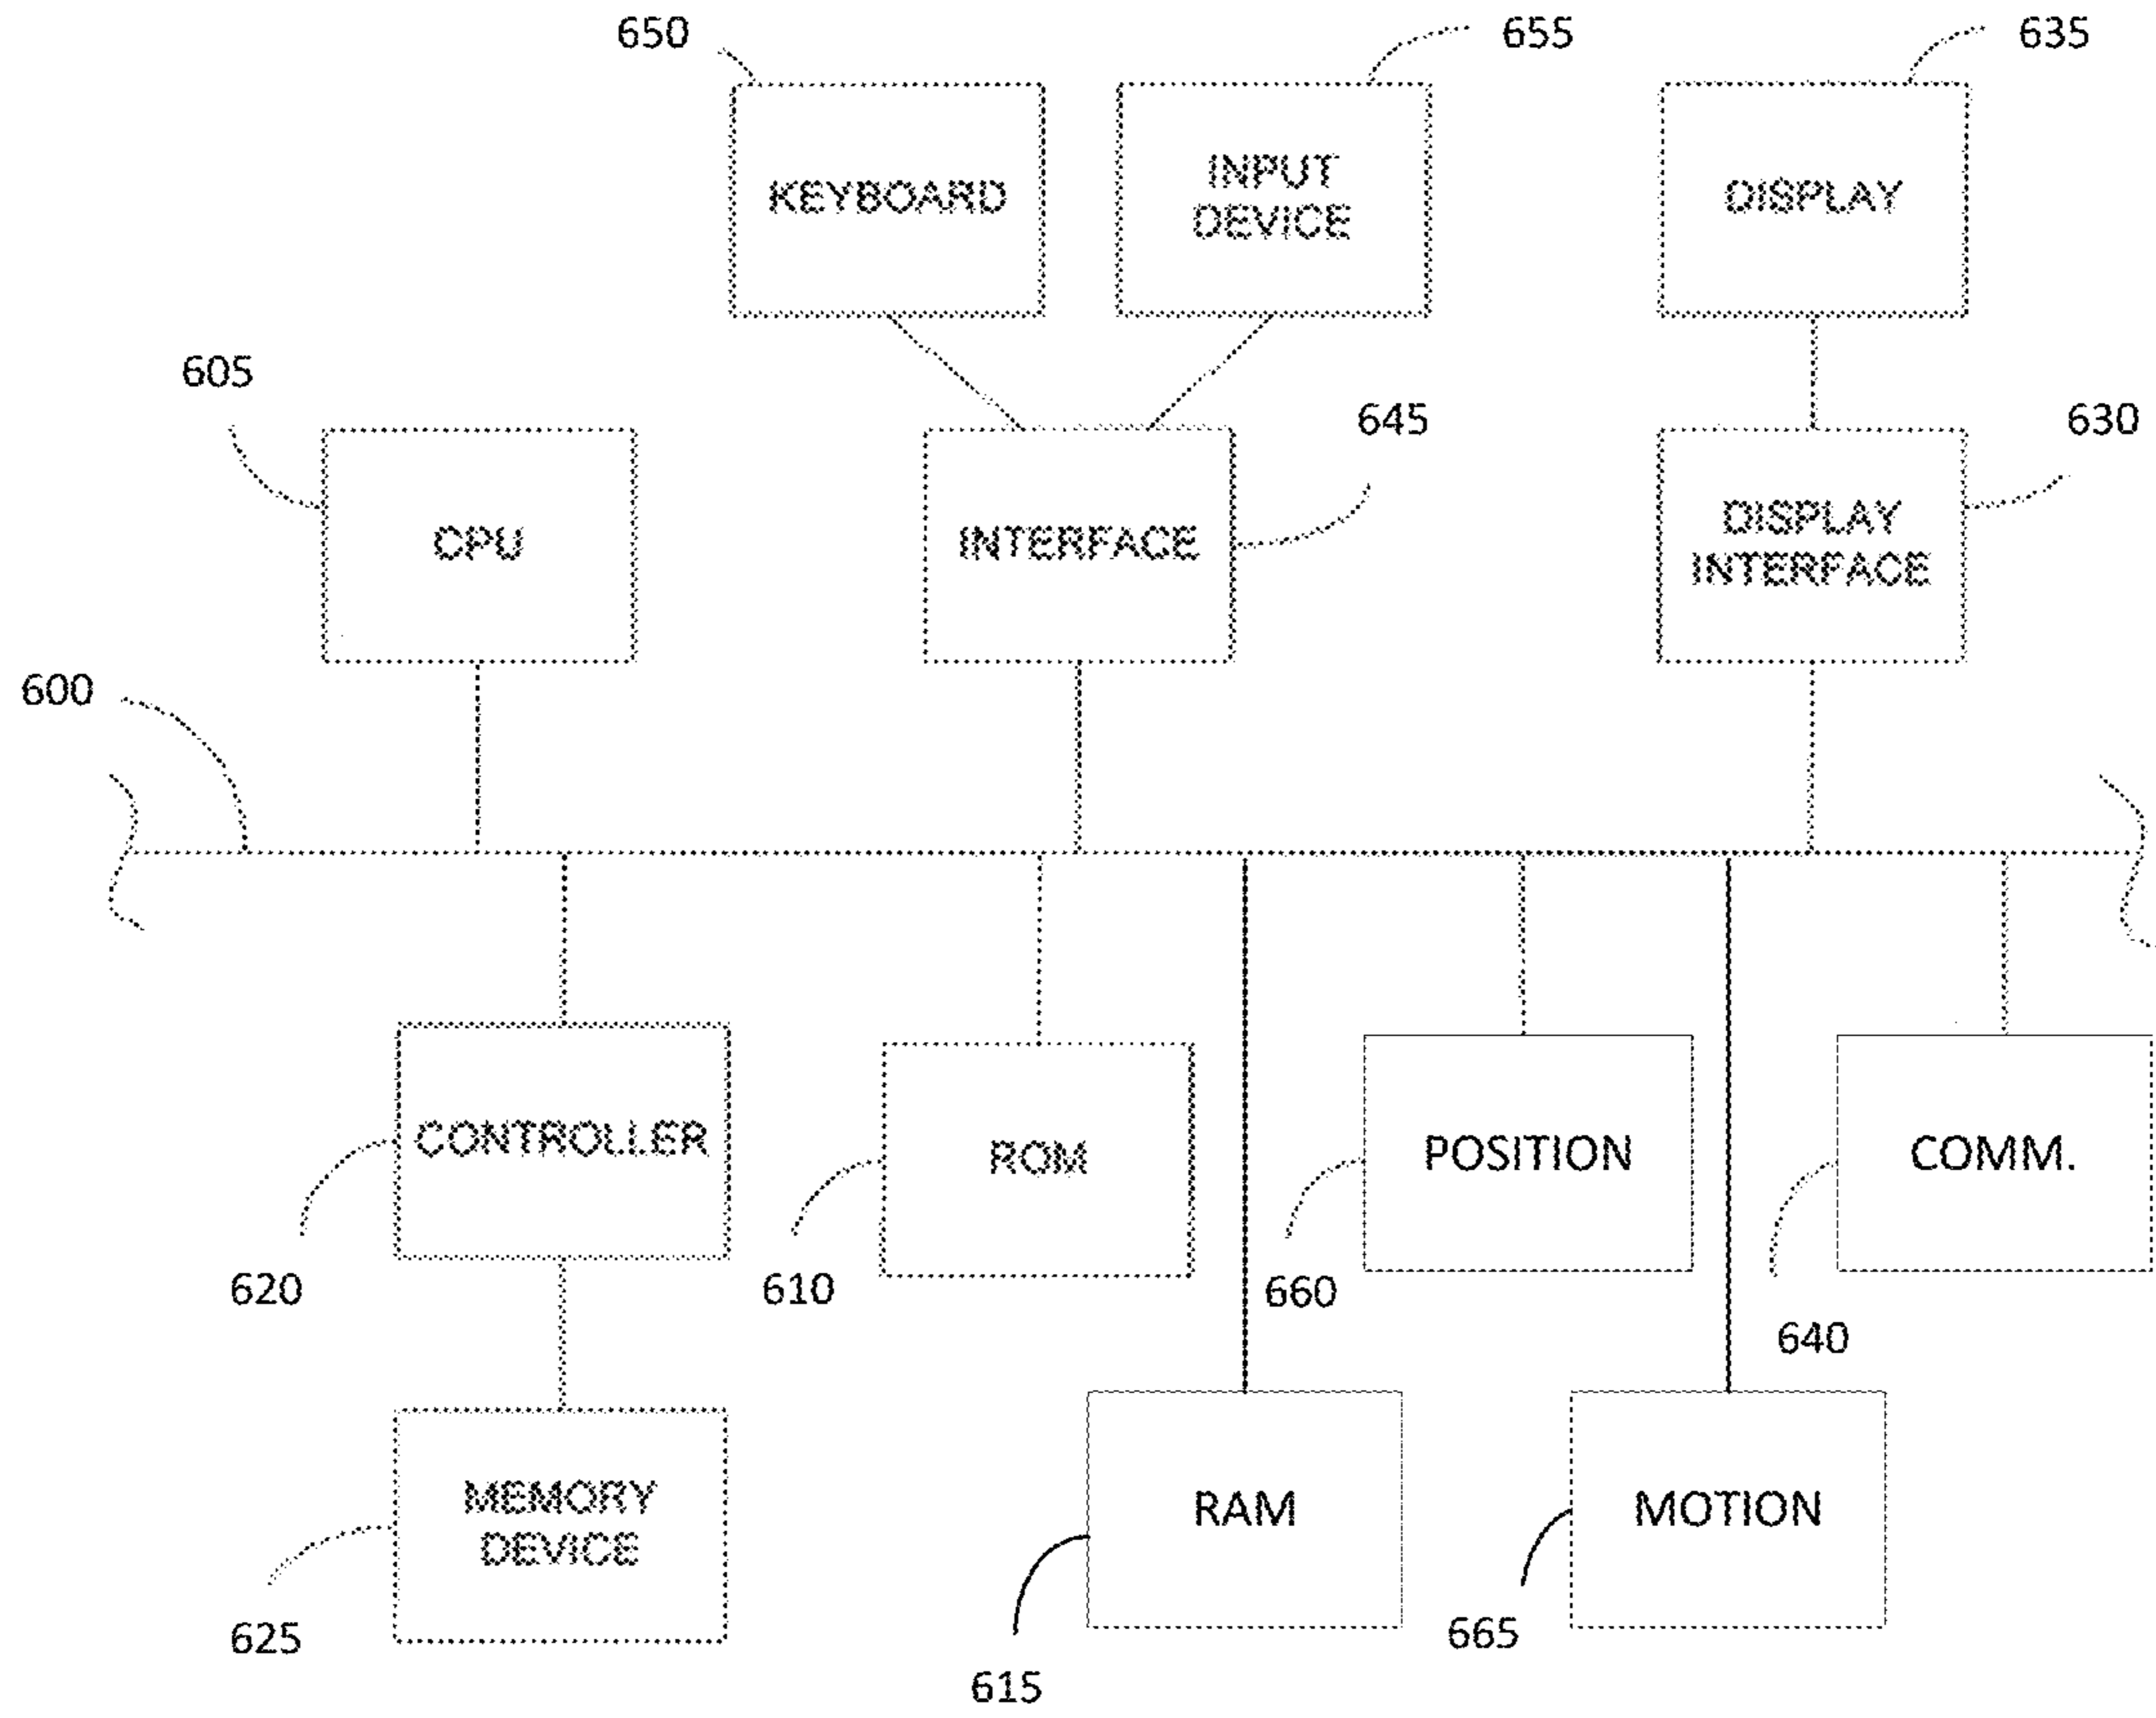 650
655
635
KEYBOARD
INPUT
DEVICE
DISPLAY
605
645
630
CPU
INTERFACE
DISPLAY
INTERFACE
600
CONTROLLER
ROM
POSITION
COMM.
620
610
660
640
MEMORY
DEVICE
RAM
MOTION
625
615
665